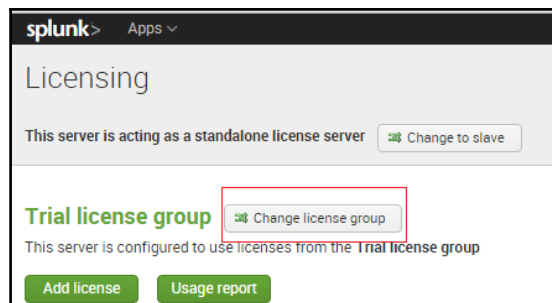 splunk> Apps
Licensing
This server is acting as a standalone license server Change to slave
Trial license group Change license group
This server is configured to use licenses from the Trial license group
Add license Usage report